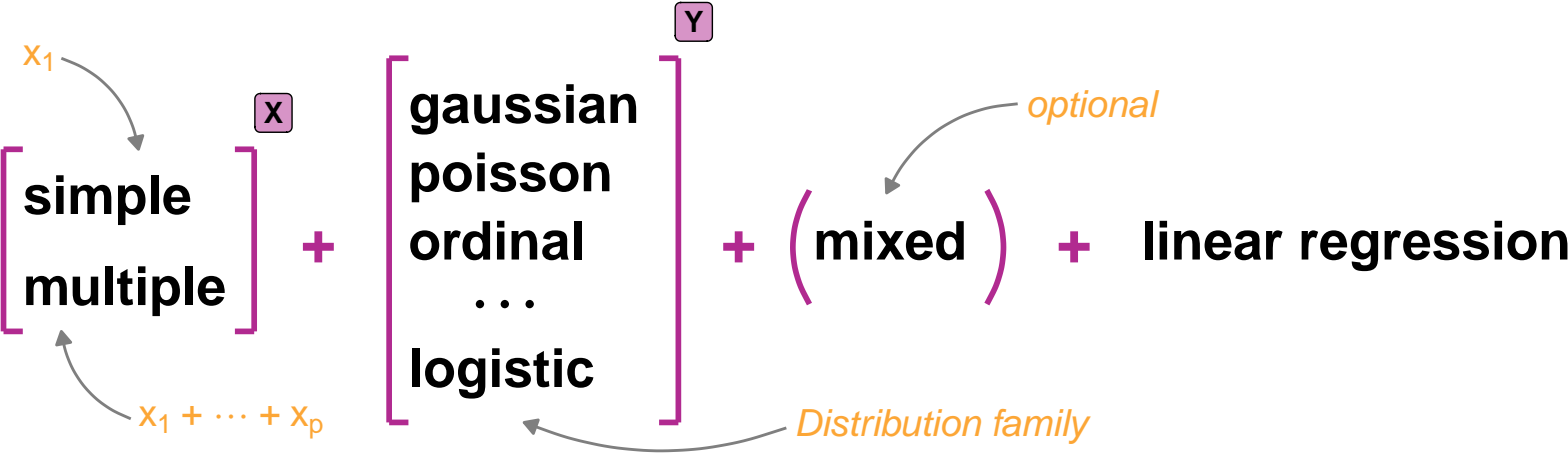 x₁
simple
multiple
x₁ + ⋯ + xₚ
X
+
gaussian
poisson
ordinal
⋯
logistic
Y
Distribution family
+
(mixed)
optional
+
linear regression